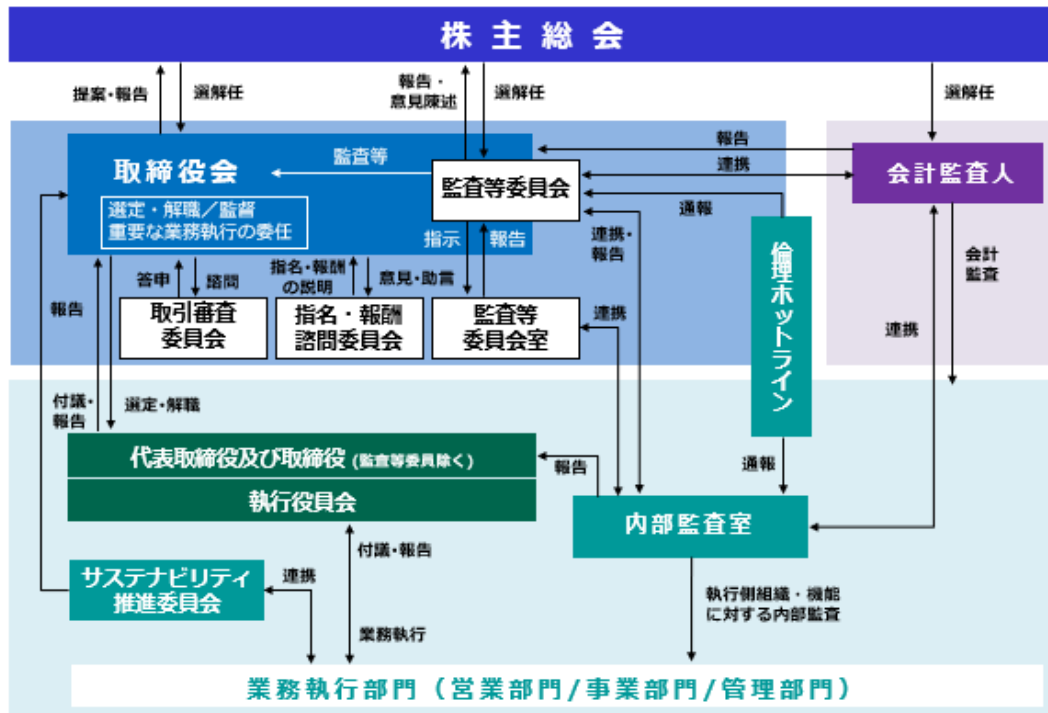 株主総会
提案・報告
選解任
報告・
意見陳述
選解任
選解任
取締役会
監査等
監査等委員会
報告
連携
会計監査人
選定・解職／監督
重要な業務執行の委任
通報
指示
報告
連携・
報告
倫理ホットライン
会計
監査
答申
諮問
指名・報酬
の説明
意見・助言
報告
取引審査
委員会
指名・報酬
諮問委員会
監査等
委員会室
連携
連携
付議・
報告
選定・解職
代表取締役及び取締役 (監査等委員除く)
執行役員会
報告
通報
内部監査室
付議・報告
サステナビリティ
推進委員会
連携
執行側組織・機能
に対する内部監査
業務執行
業務執行部門（営業部門/事業部門/管理部門）